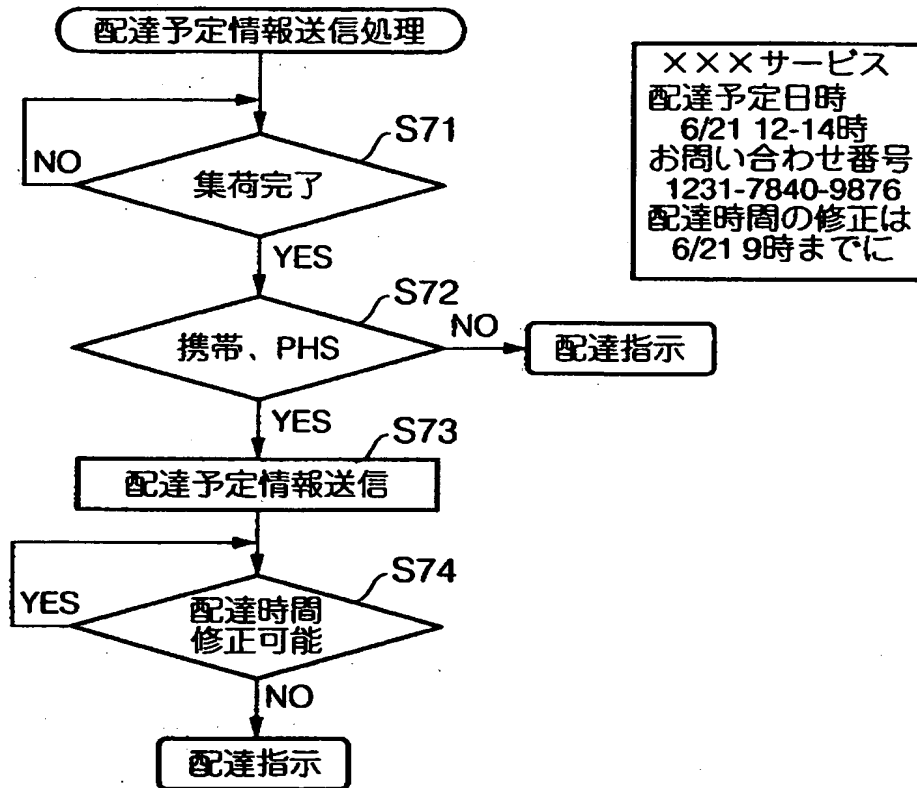 配達予定情報送信処理
NO
S71
集荷完了
YES
S72
携帯、PHS
NO
配達指示
YES
S73
配達予定情報送信
YES
S74
配達時間
修正可能
NO
配達指示
×××サービス
配達予定日時
6/21 12-14時
お問い合わせ番号
1231-7840-9876
配達時間の修正は
6/21 9時までに